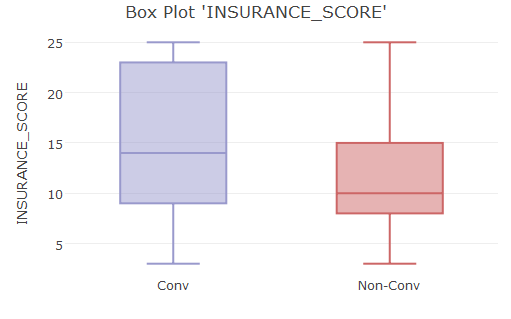 Box Plot 'INSURANCE_SCORE'
INSURANCE_SCORE
25
20
15
10
5
Conv
Non-Conv